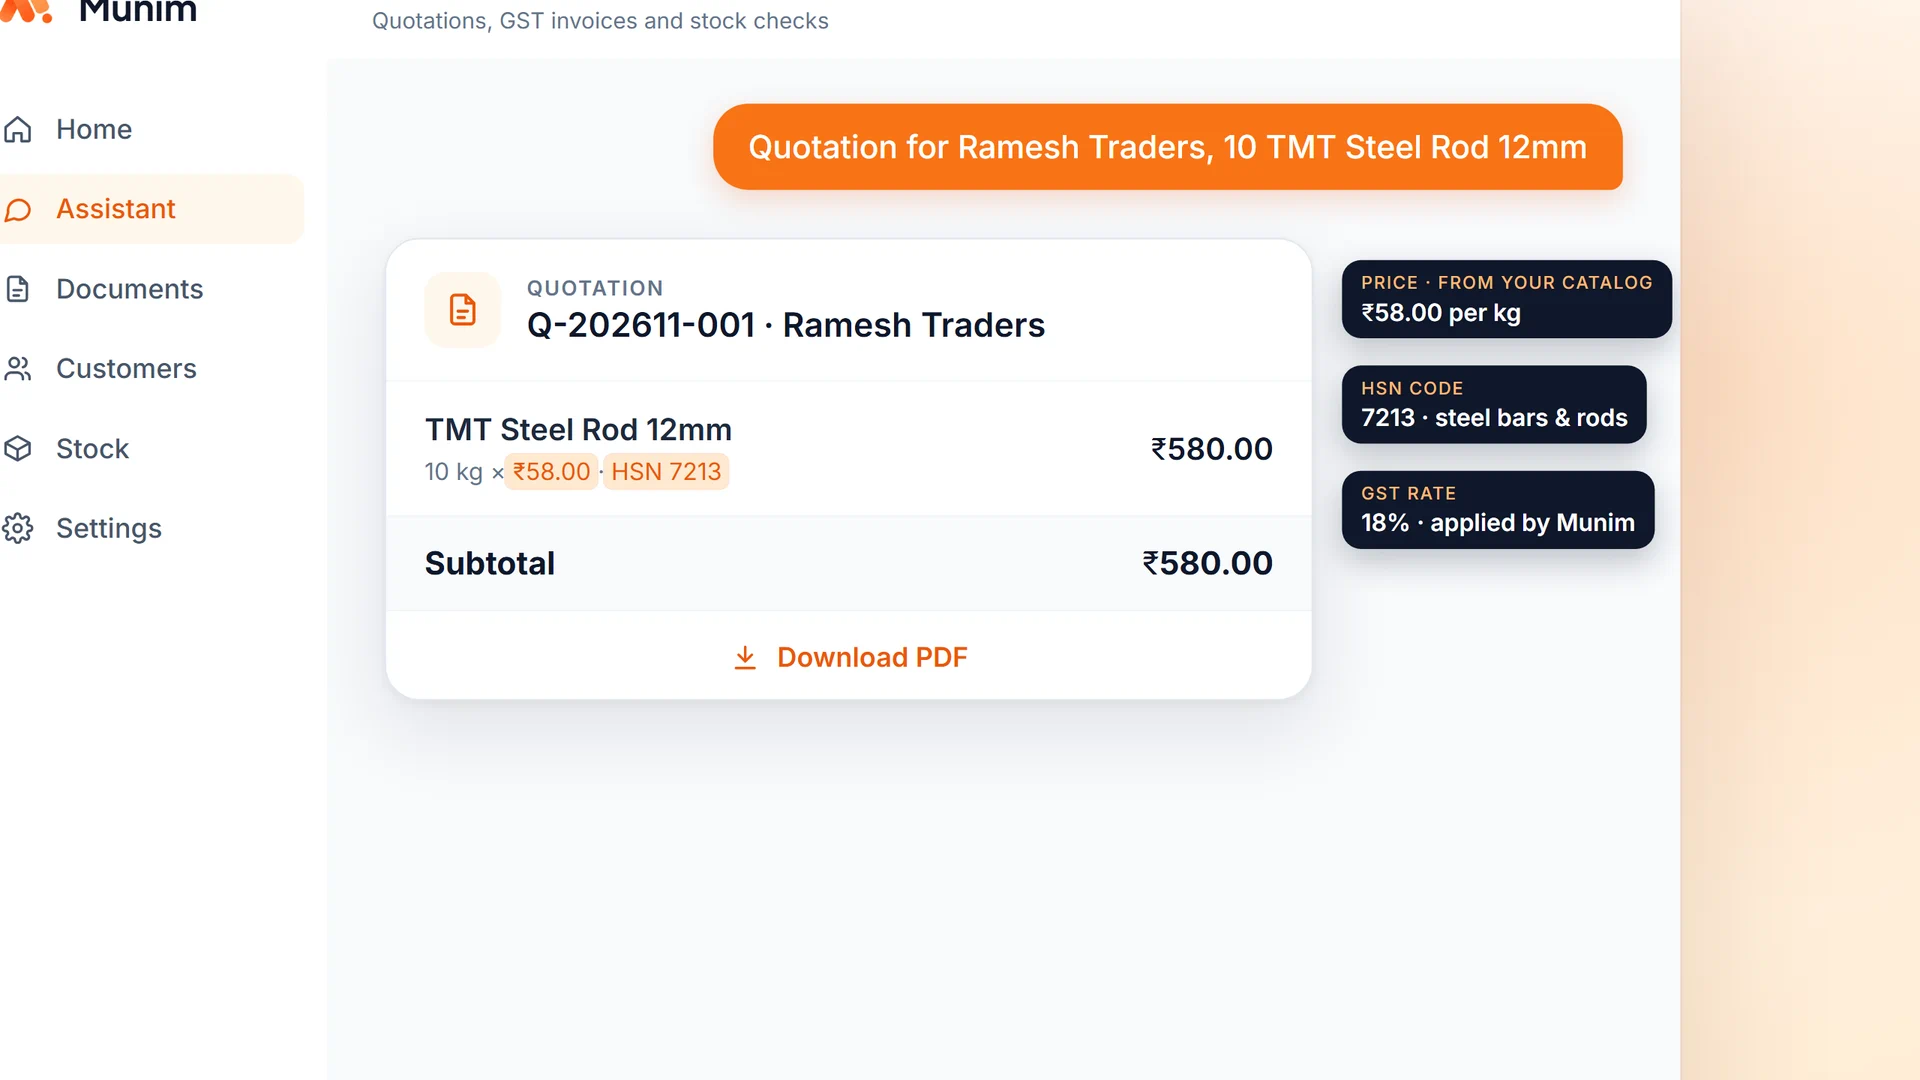 Munim
Quotations, GST invoices and stock checks
Home
Assistant
Documents
Customers
Stock
Settings
Quotation for Ramesh Traders, 10 TMT Steel Rod 12mm
QUOTATION
Q-202611-001 · Ramesh Traders
TMT Steel Rod 12mm
10 kg × ₹58.00 · HSN 7213
₹580.00
Subtotal
₹580.00
Download PDF
PRICE · FROM YOUR CATALOG
₹58.00 per kg
HSN CODE
7213 · steel bars & rods
GST RATE
18% · applied by Munim